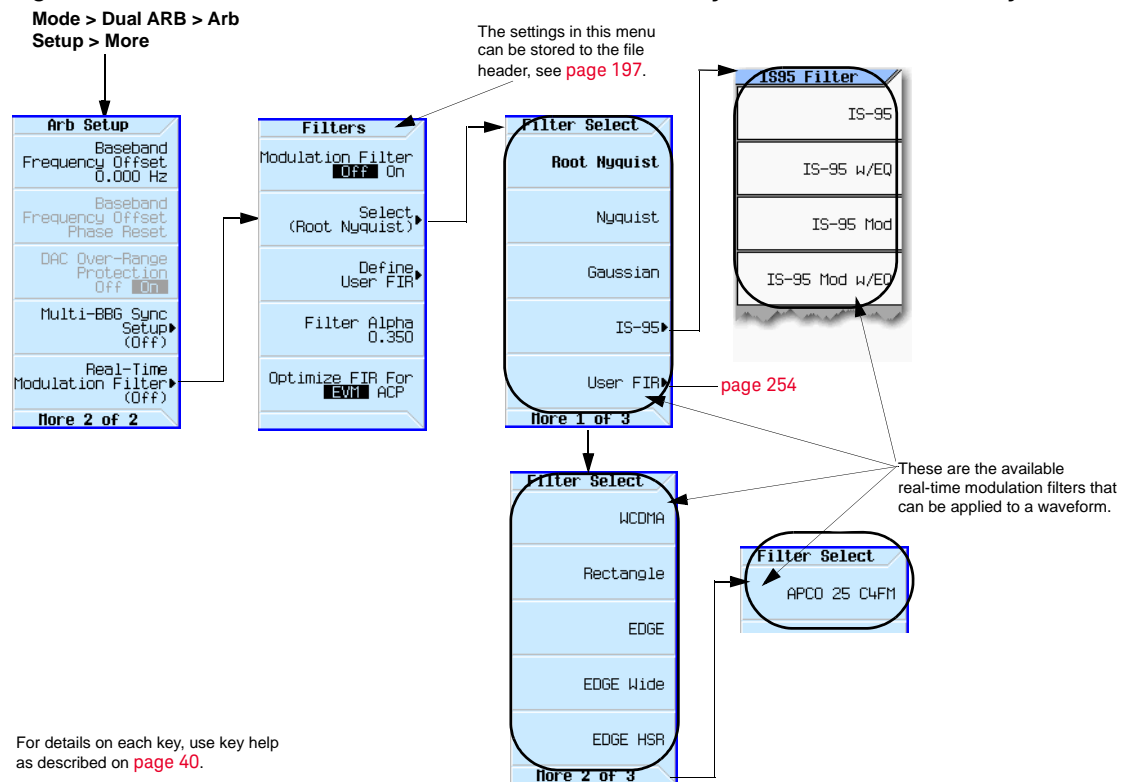 Mode > Dual ARB > Arb
Setup > More
The settings in this menu
can be stored to the file
header, see page 197.
Arb Setup
Baseband
Frequency Offset
0.000 Hz
Baseband
Frequency Offset
Phase Reset
DAC Over-Range
Protection
Off On
Multi-BBG Sync
Setup
(Off)
Real-Time
Modulation Filter
(Off)
More 2 of 2
Filters
Modulation Filter
Off On
Select
(Root Nyquist)
Define
User FIR
Filter Alpha
0.350
Optimize FIR For
EVM ACP
Filter Select
Root Nyquist
Nyquist
Gaussian
IS-95
User FIR
More 1 of 3
IS95 Filter
IS-95
IS-95 w/EQ
IS-95 Mod
IS-95 Mod w/EQ
page 254
These are the available
real-time modulation filters that
can be applied to a waveform.
Filter Select
WCDMA
Rectangle
EDGE
EDGE Wide
EDGE HSR
More 2 of 3
Filter Select
APCO 25 C4FM
For details on each key, use key help
as described on page 40.